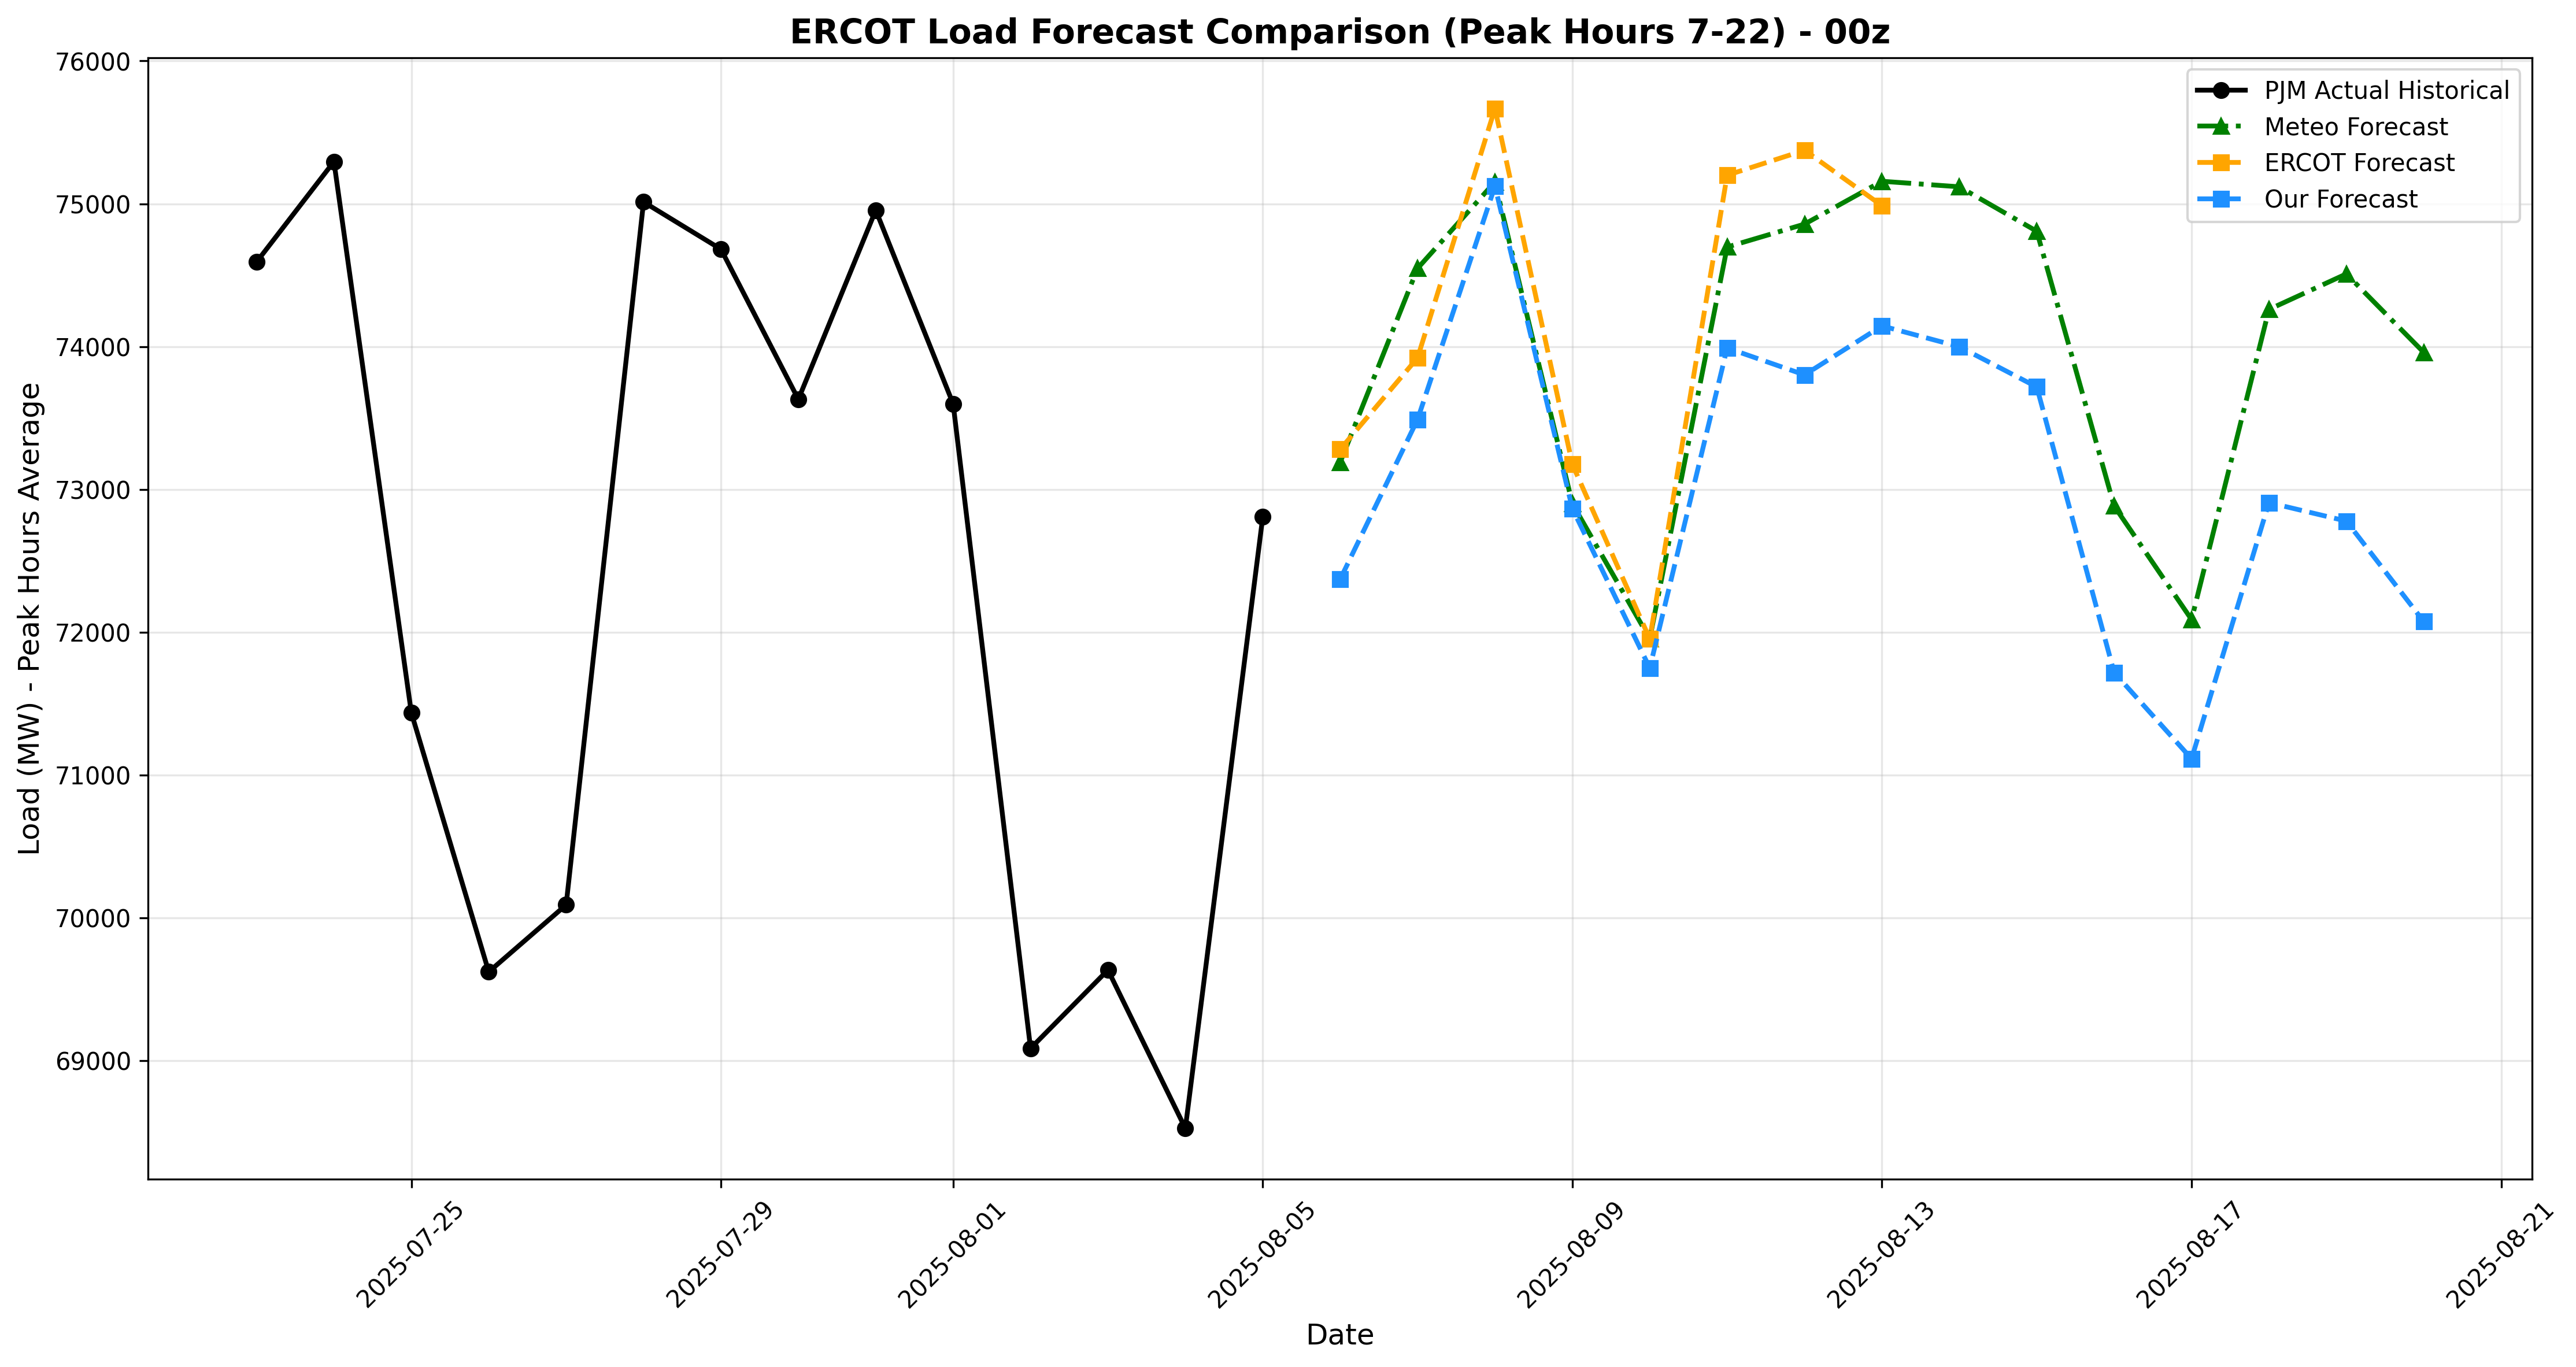 ERCOT Load Forecast Comparison (Peak Hours 7-22) - 00z
PJM Actual Historical
Meteo Forecast
ERCOT Forecast
Our Forecast
Load (MW) - Peak Hours Average
76000
75000
74000
73000
72000
71000
70000
69000
2025-07-25
2025-07-29
2025-08-01
2025-08-05
2025-08-09
2025-08-13
2025-08-17
2025-08-21
Date